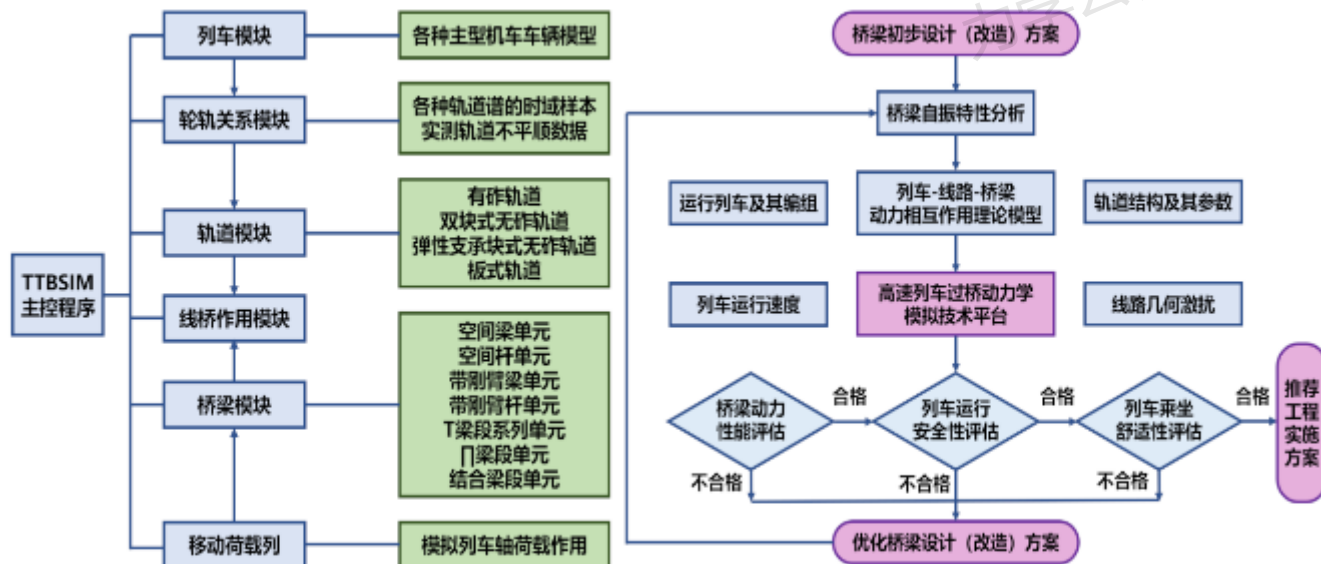 列车模块
各种主型机车车辆模型
轮轨关系模块
各种轨道谱的时域样本
实测轨道不平顺数据
轨道模块
有砟轨道
双块式无砟轨道
弹性支承块式无砟轨道
板式轨道
TTBSIM
主控程序
线桥作用模块
桥梁模块
空间梁单元
空间杆单元
带刚臂梁单元
带刚臂杆单元
T梁段系列单元
∏梁段单元
结合梁段单元
移动荷载列
模拟列车轴荷载作用
桥梁初步设计（改造）方案
桥梁自振特性分析
运行列车及其编组
列车-线路-桥梁
动力相互作用理论模型
轨道结构及其参数
列车运行速度
高速列车过桥动力学
模拟技术平台
线路几何激扰
桥梁动力
性能评估
合格
列车运行
安全性评估
合格
列车乘坐
舒适性评估
合格
推荐
工程
实施
方案
不合格
不合格
不合格
优化桥梁设计（改造）方案